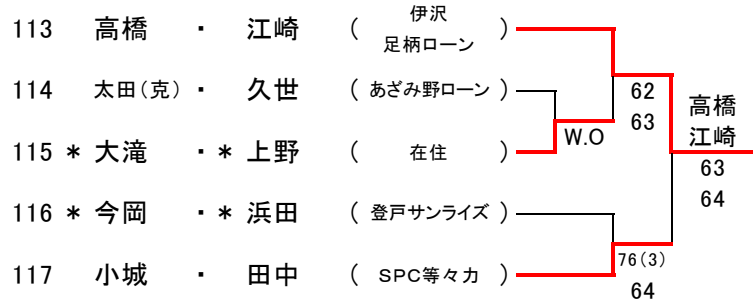 113 高橋 ・ 江崎 ( 伊沢 足柄ローン )
114 太田(克) ・ 久世 ( あざみ野ローン )
115 * 大滝 ・ * 上野 ( 在住 )
116 * 今岡 ・ * 浜田 ( 登戸サンライズ )
117 小城 ・ 田中 ( SPC等々力 )
W.O
62
63
76(3)
64
高橋
江崎
63
64